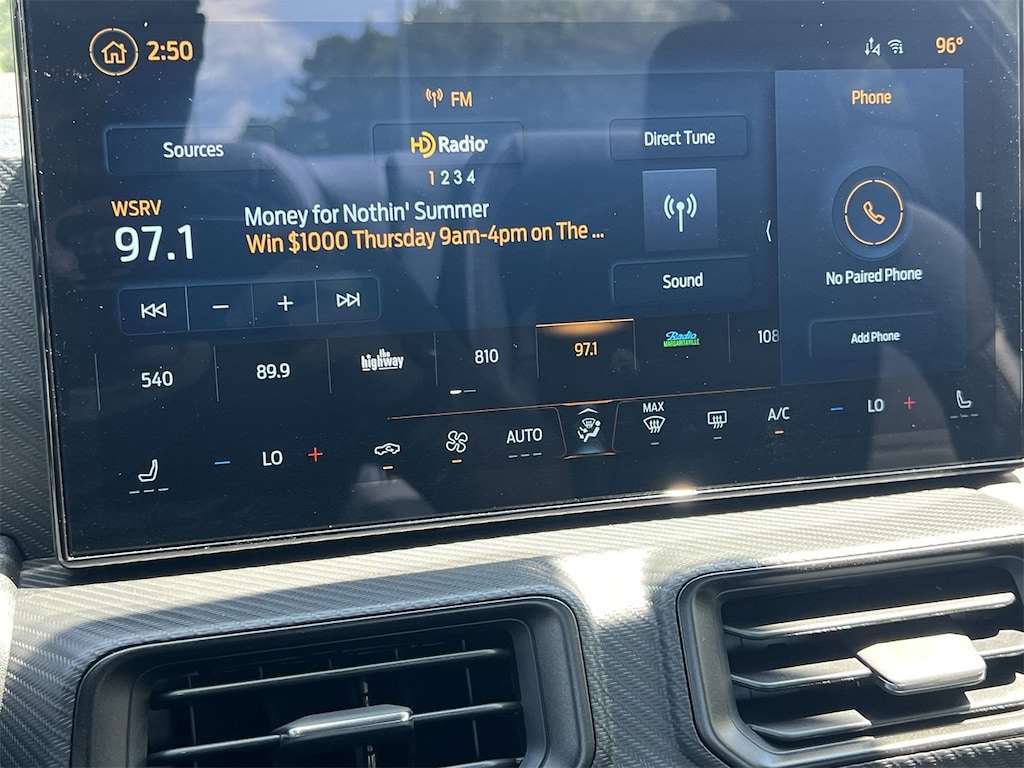 2:50
96°
FM
Phone
Sources
HD Radio
Direct Tune
1 2 3 4
WSRV
97.1
Money for Nothin' Summer
Win $1000 Thursday 9am-4pm on The ...
Sound
No Paired Phone
Add Phone
540
89.9
the highway
810
97.1
Radio
MARGARITAVILLE
108
LO
AUTO
MAX
A/C
LO